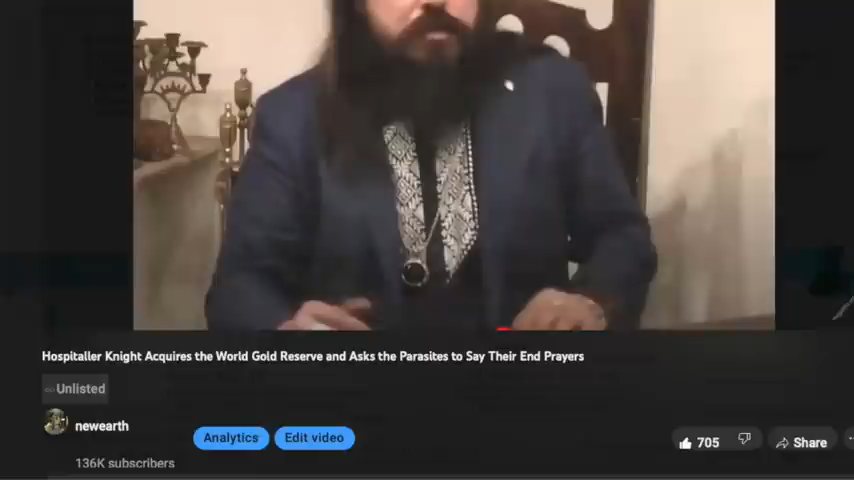 Hospitaller Knight Acquires the World Gold Reserve and Asks the Parasites to Say Their End Prayers
Unlisted
newearth
136K subscribers
Analytics
Edit video
705
Share